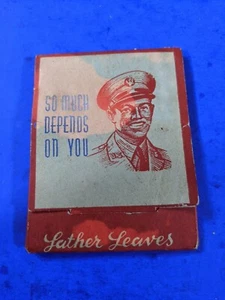 SO MUCH
DEPENDS
ON YOU
Lather Leaves